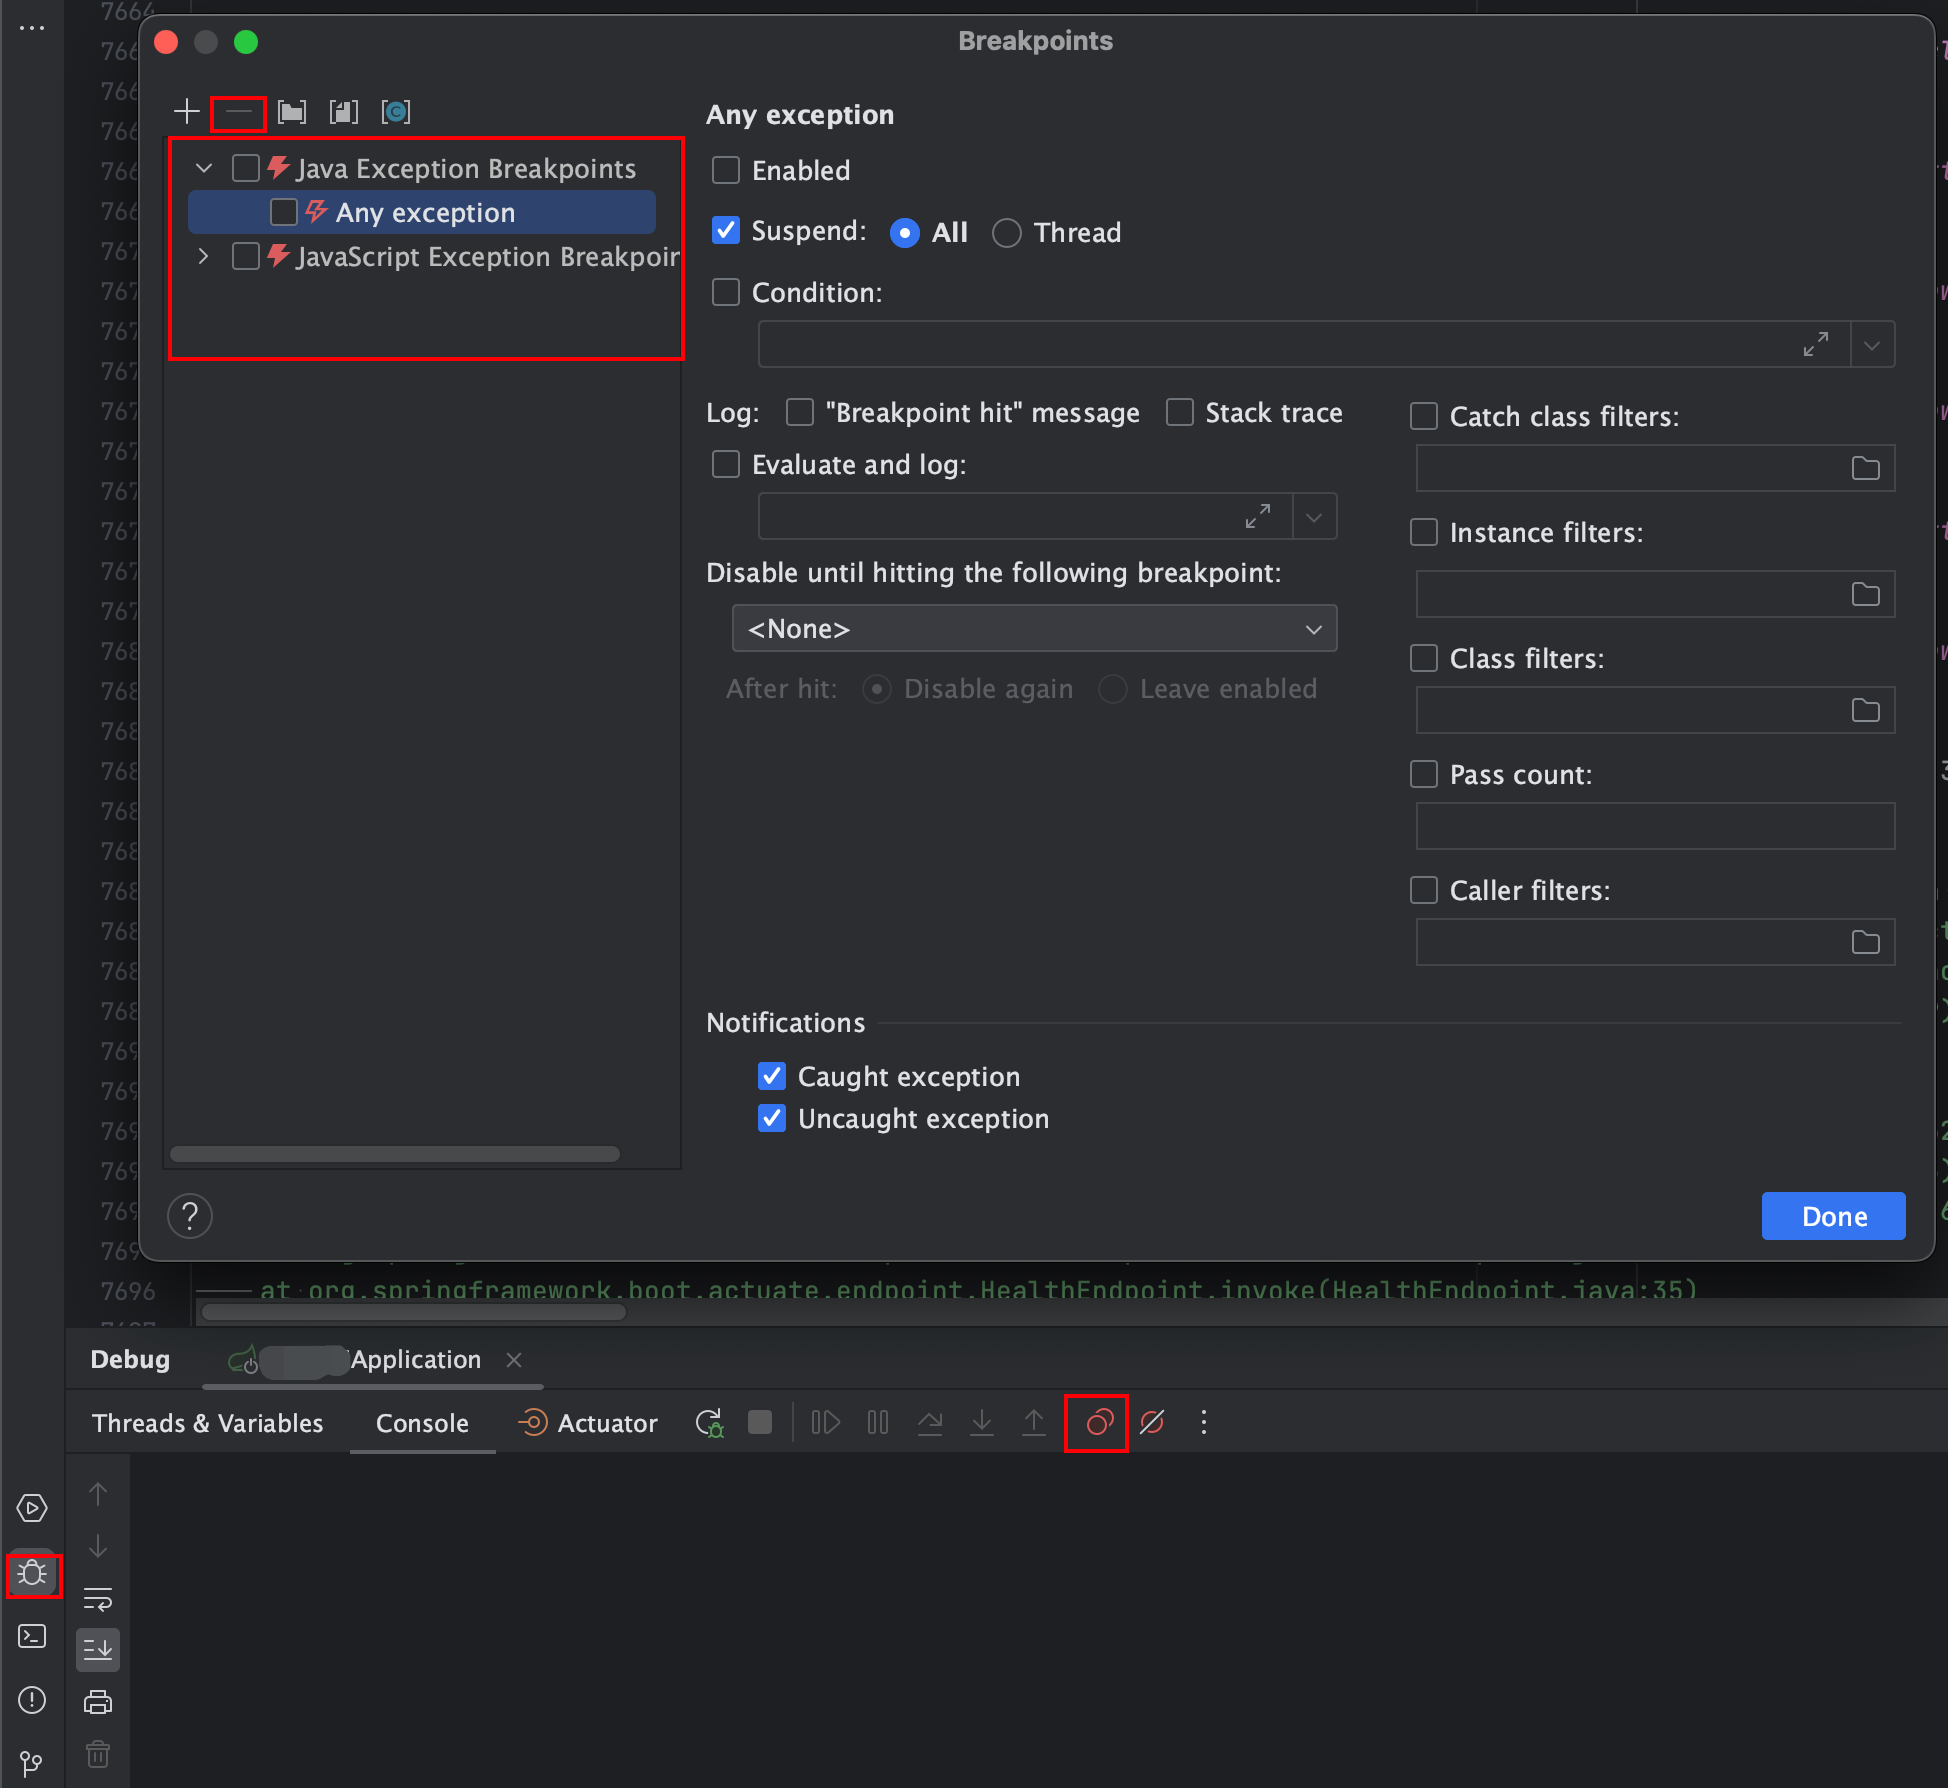 7664
Breakpoints
Any exception
Java Exception Breakpoints
Enabled
Any exception
Suspend: All Thread
JavaScript Exception Breakpoin
Condition:
Log: "Breakpoint hit" message Stack trace
Catch class filters:
Evaluate and log:
Instance filters:
Disable until hitting the following breakpoint:
<None>
Class filters:
After hit: Disable again Leave enabled
Pass count:
Caller filters:
Notifications
Caught exception
Uncaught exception
?
Done
7696 at org.springframework.boot.actuate.endpoint.HealthEndpoint.invoke(HealthEndpoint.java:35)
Debug Application
Threads & Variables Console Actuator